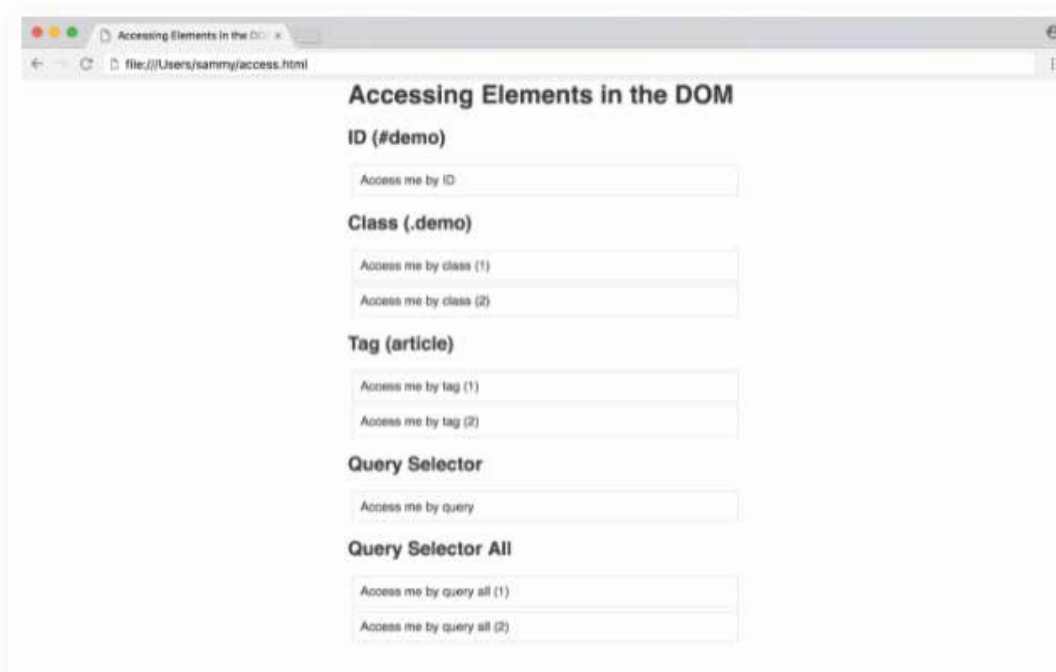 Accessing Elements in the DO
file:///Users/sammy/access.html
Accessing Elements in the DOM
ID (#demo)
Access me by ID
Class (.demo)
Access me by class (1)
Access me by class (2)
Tag (article)
Access me by tag (1)
Access me by tag (2)
Query Selector
Access me by query
Query Selector All
Access me by query all (1)
Access me by query all (2)